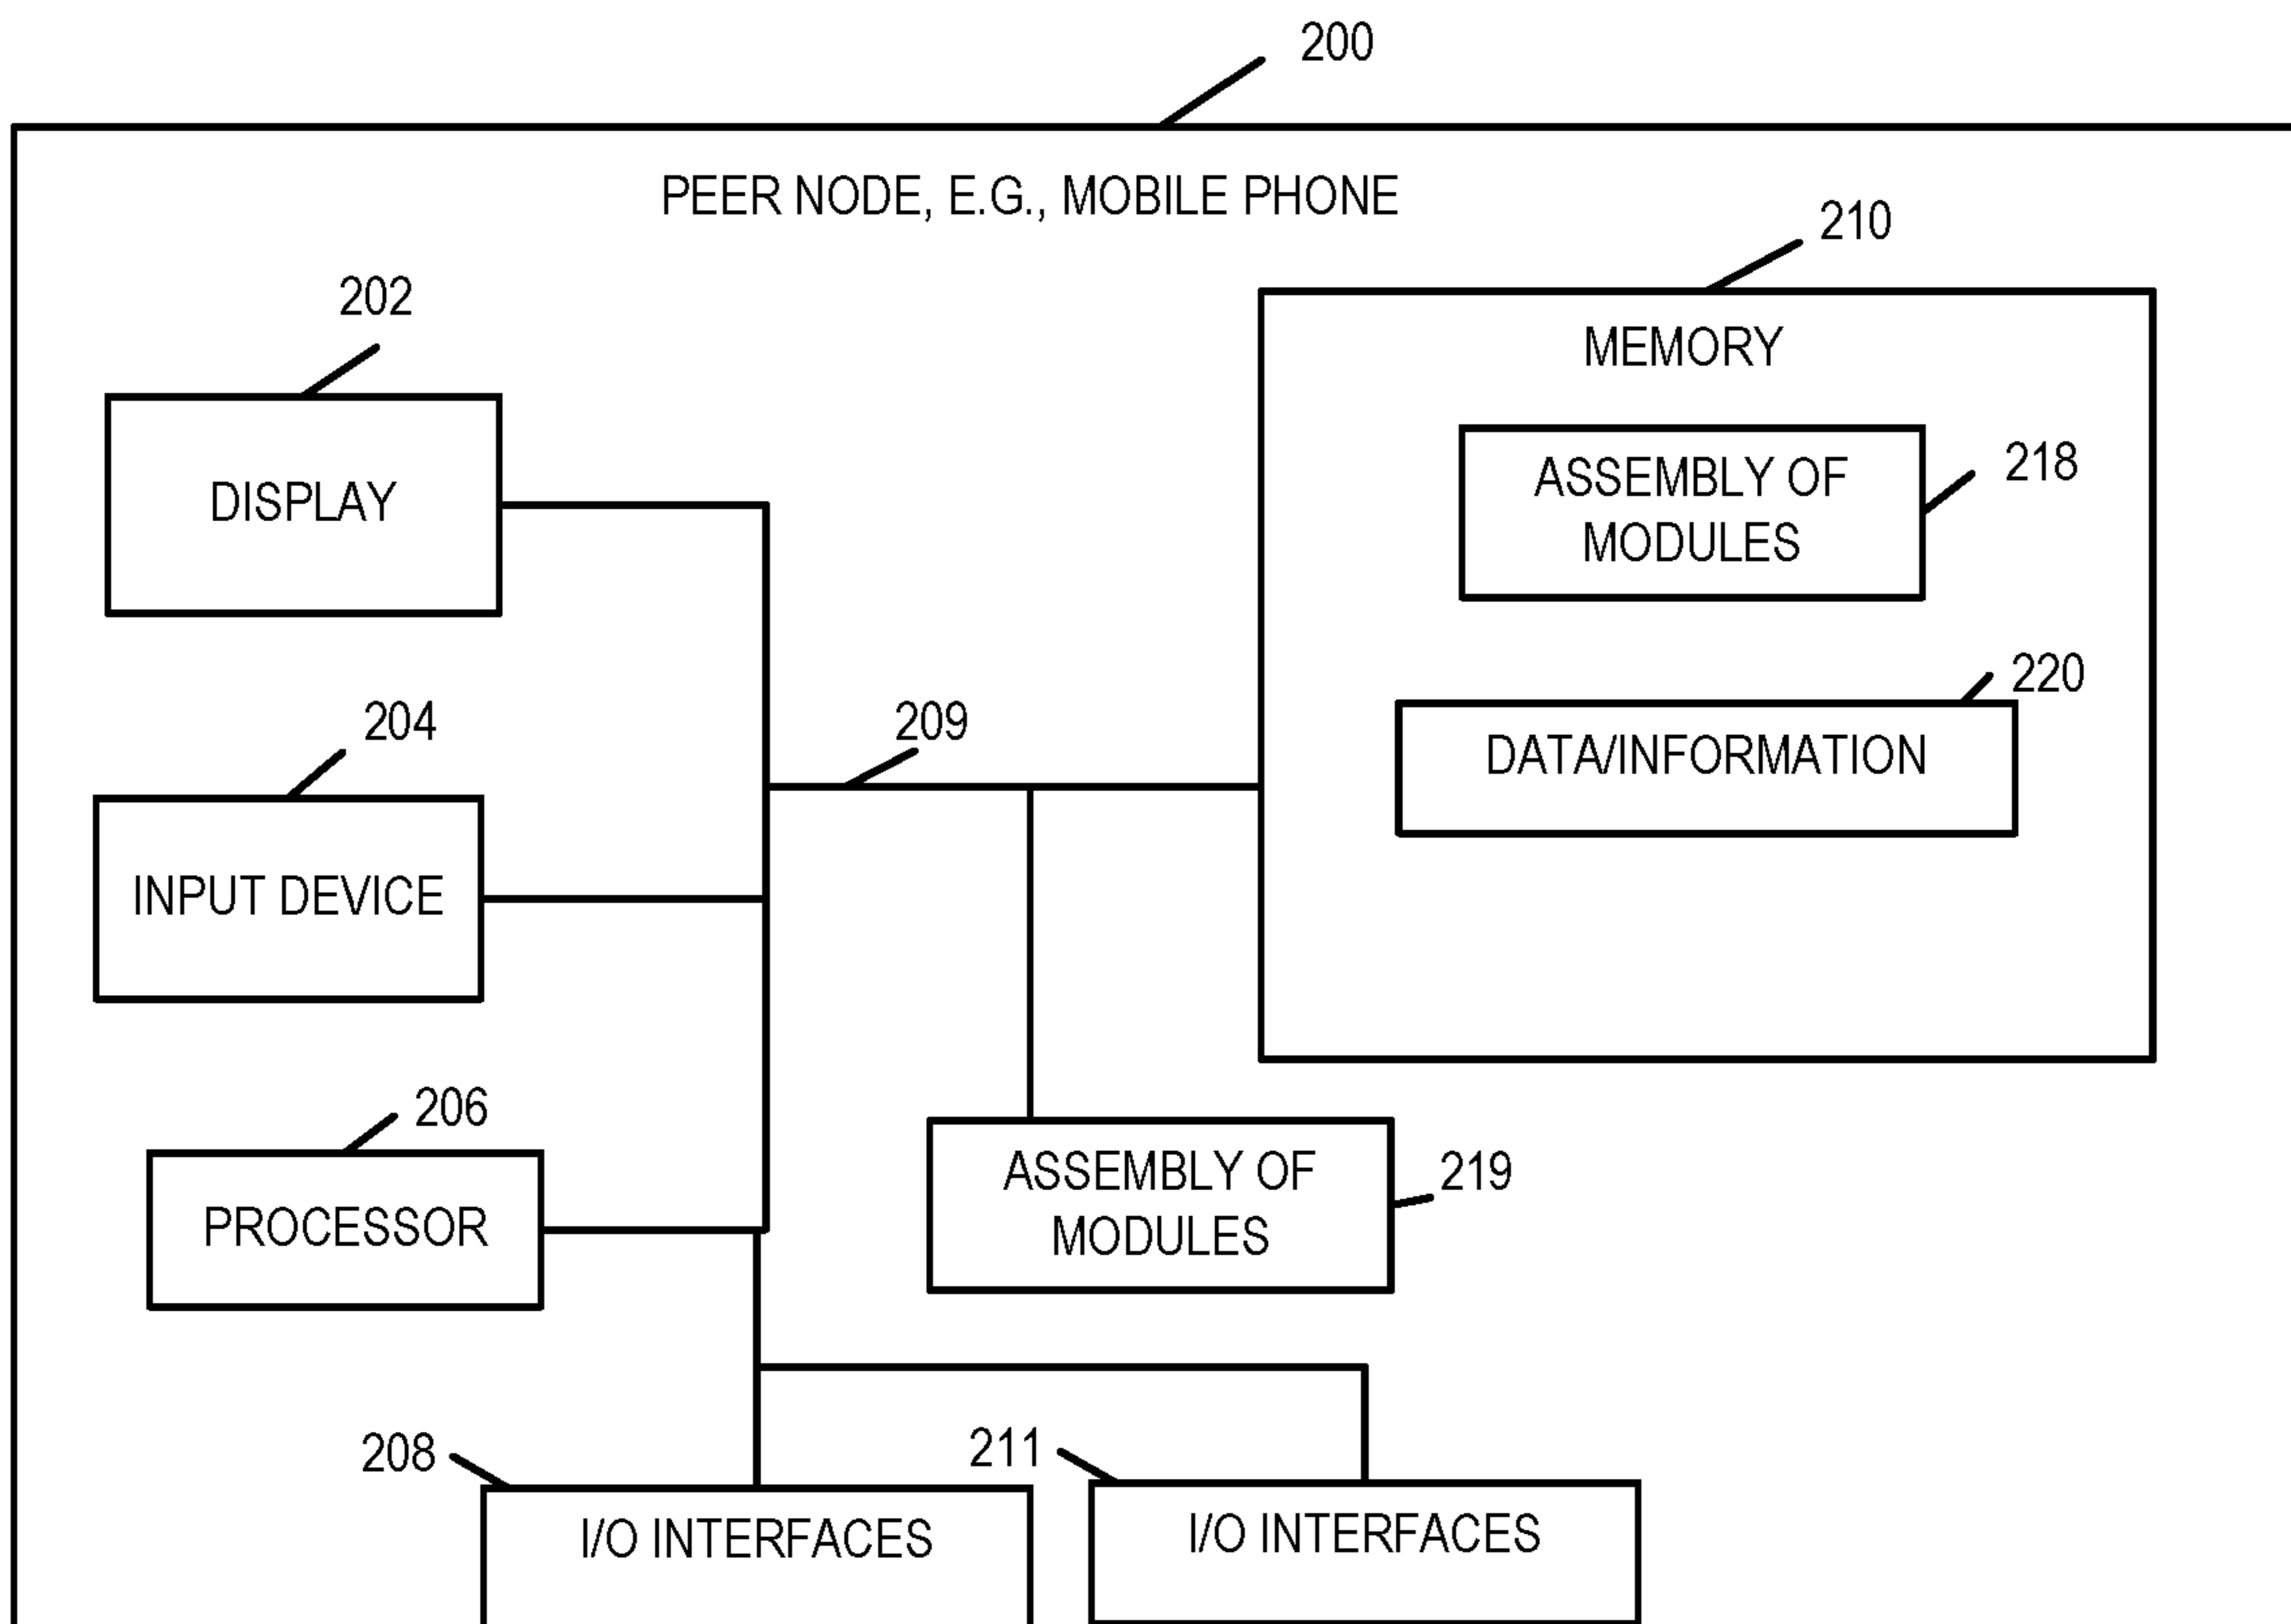 200
PEER NODE, E.G., MOBILE PHONE
210
202
MEMORY
ASSEMBLY OF
MODULES
218
DISPLAY
220
DATA/INFORMATION
204
209
INPUT DEVICE
206
ASSEMBLY OF
MODULES
219
PROCESSOR
208
211
I/O INTERFACES
I/O INTERFACES